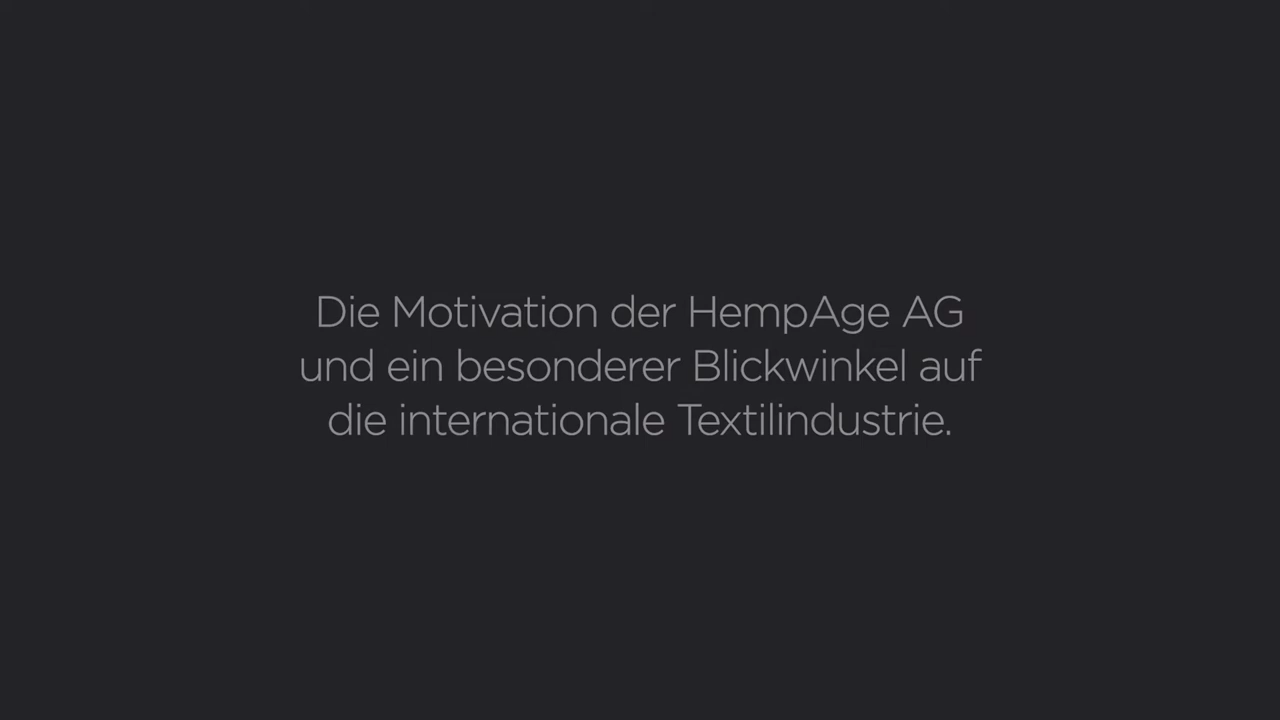 Die Motivation der HempAge AG
und ein besonderer Blickwinkel auf
die internationale Textilindustrie.